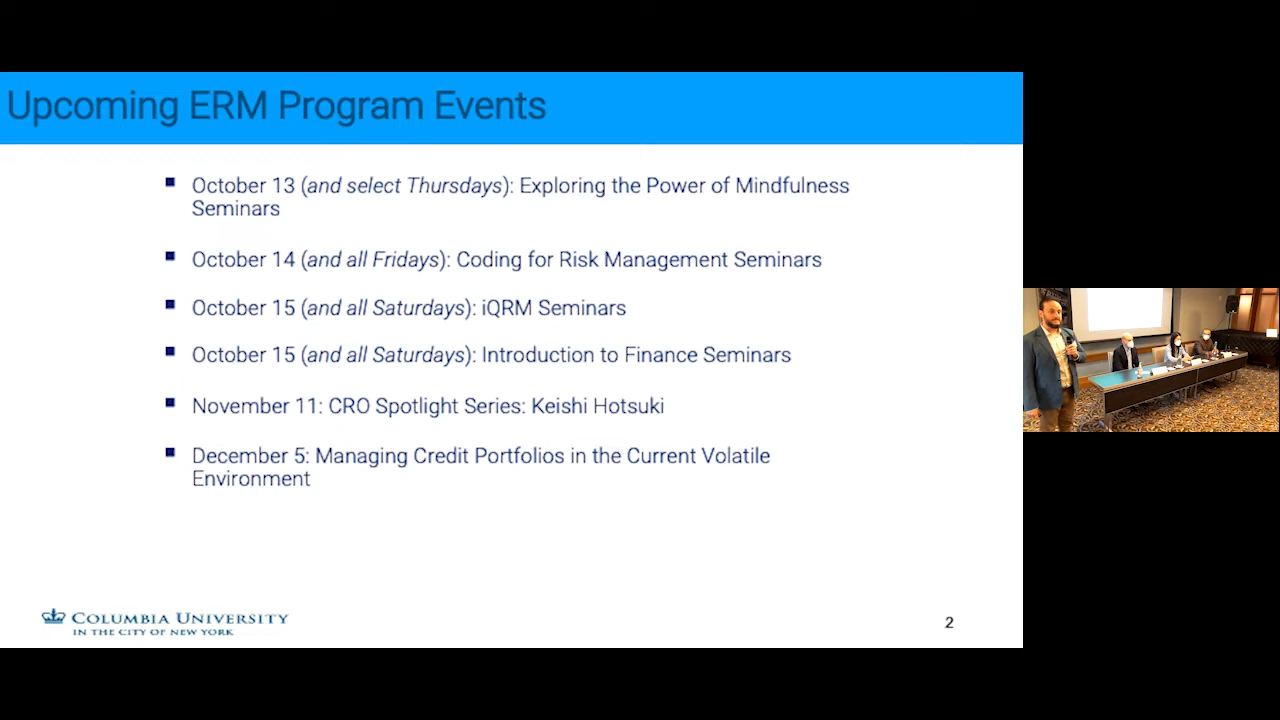 Upcoming ERM Program Events
October 13 (and select Thursdays): Exploring the Power of Mindfulness
Seminars
October 14 (and all Fridays): Coding for Risk Management Seminars
October 15 (and all Saturdays): iQRM Seminars
October 15 (and all Saturdays): Introduction to Finance Seminars
November 11: CRO Spotlight Series: Keishi Hotsuki
December 5: Managing Credit Portfolios in the Current Volatile
Environment
COLUMBIA UNIVERSITY
IN THE CITY OF NEW YORK
2